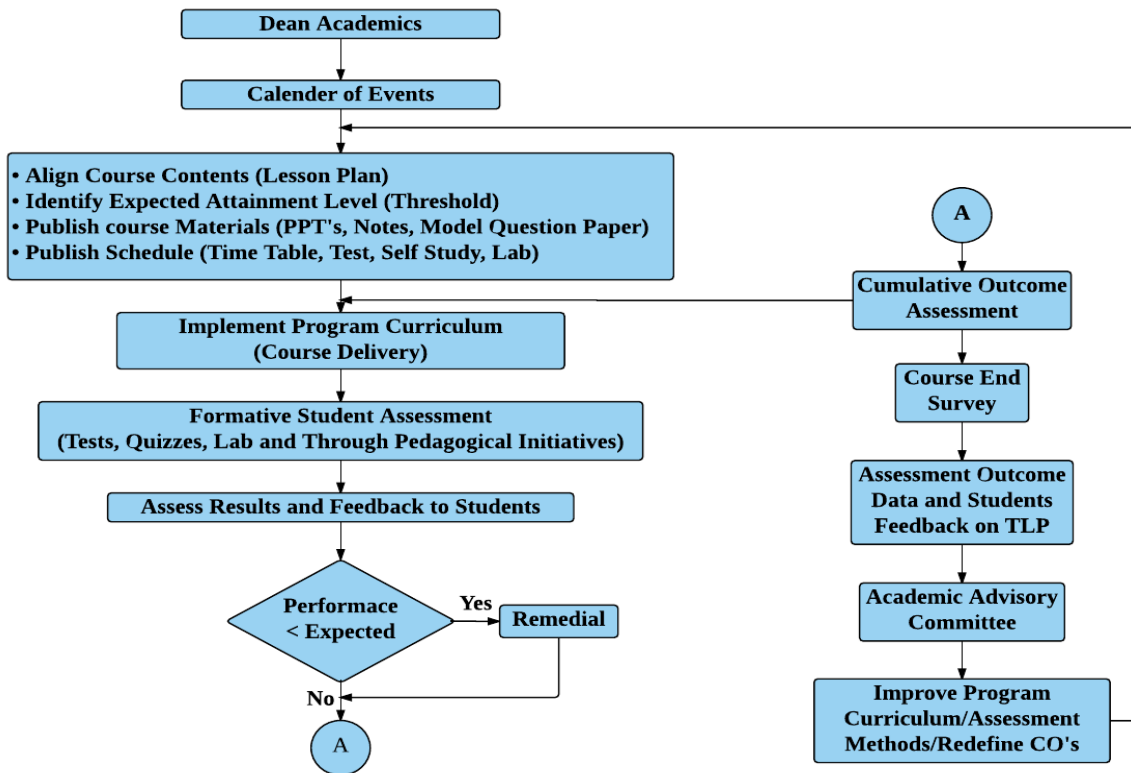 Dean Academics
Calender of Events
• Align Course Contents (Lesson Plan)
• Identify Expected Attainment Level (Threshold)
• Publish course Materials (PPT's, Notes, Model Question Paper)
• Publish Schedule (Time Table, Test, Self Study, Lab)
Implement Program Curriculum
(Course Delivery)
Formative Student Assessment
(Tests, Quizzes, Lab and Through Pedagogical Initiatives)
Assess Results and Feedback to Students
Performace
< Expected
Yes
Remedial
No
A
A
Cumulative Outcome
Assessment
Course End
Survey
Assessment Outcome
Data and Students
Feedback on TLP
Academic Advisory
Committee
Improve Program
Curriculum/Assessment
Methods/Redefine CO's